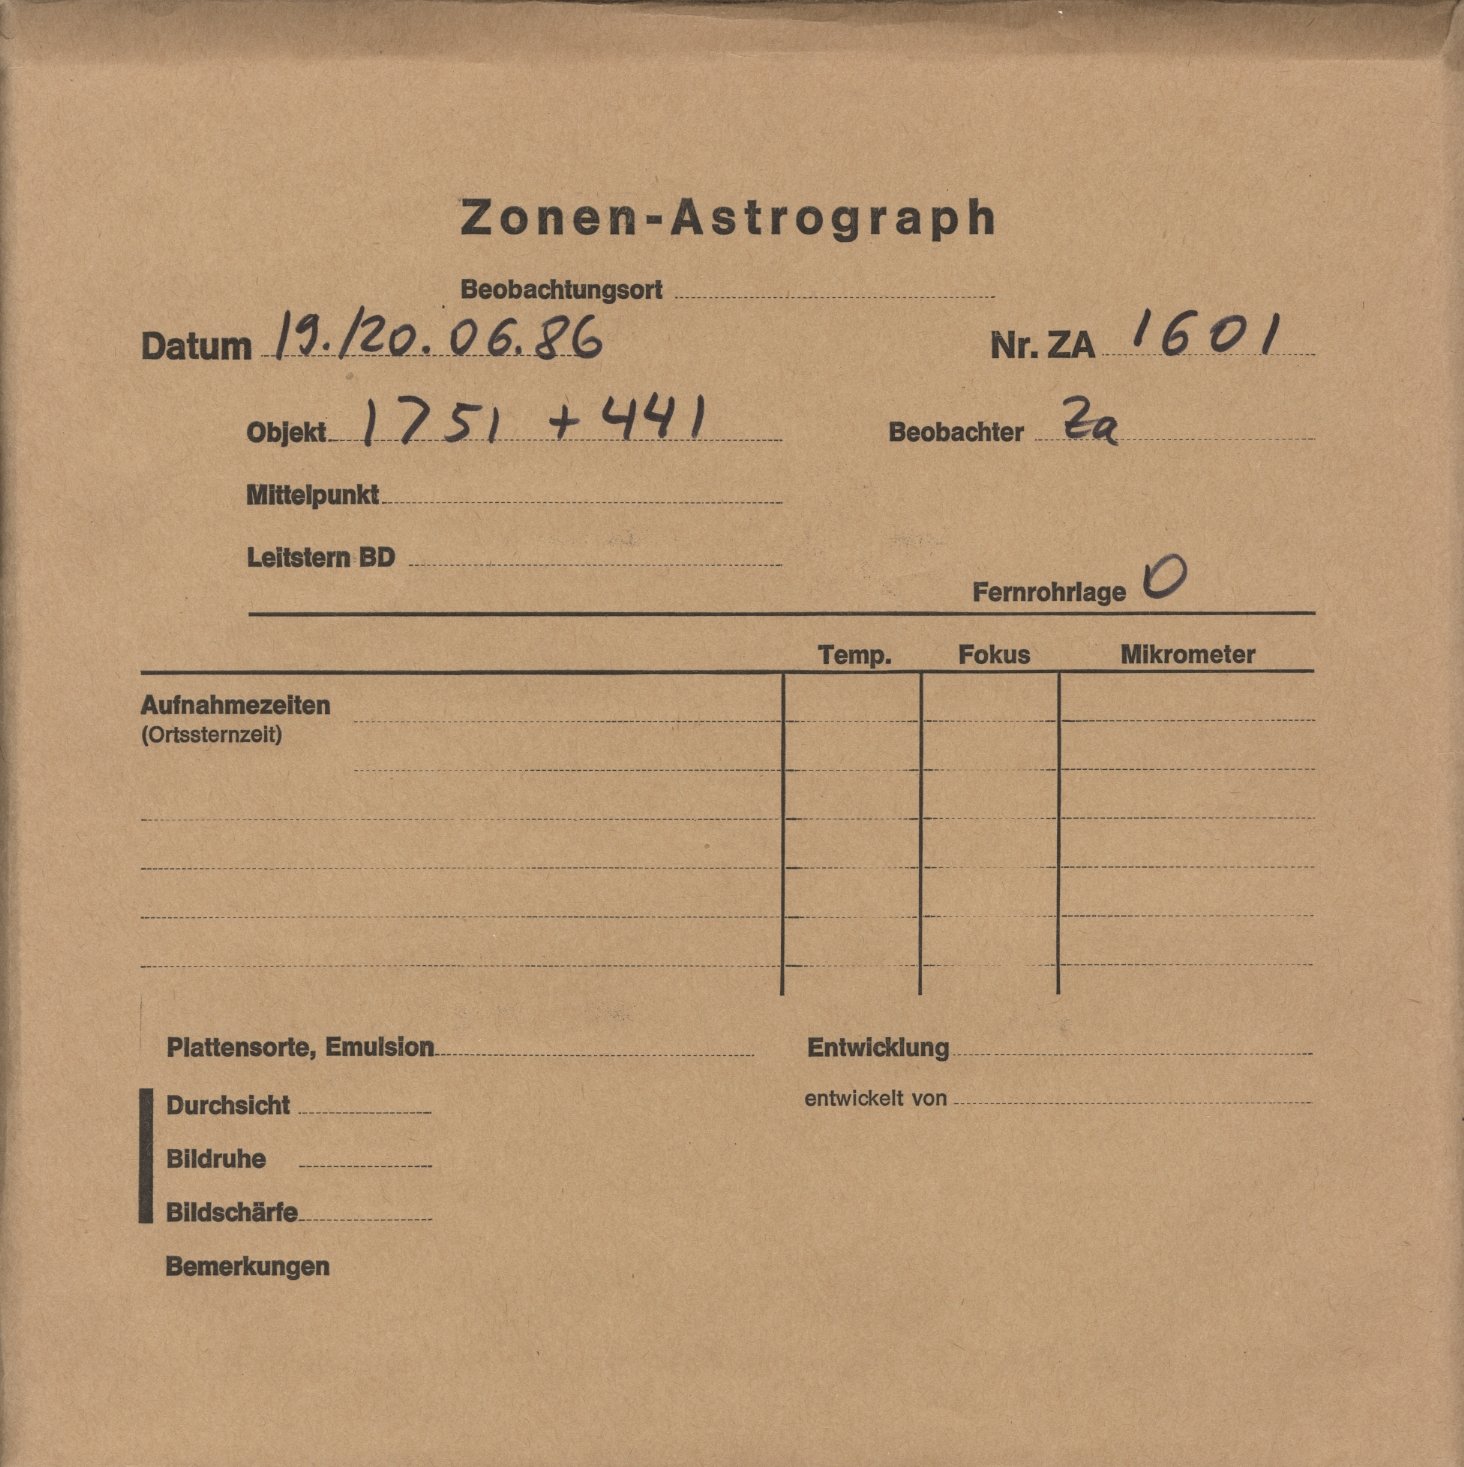 Zonen-Astrograph
Beobachtungsort
Datum 19./20.06.86 Nr. ZA 1601
Objekt 1751 +441 Beobachter Za
Mittelpunkt
Leitstern BD
Fernrohrlage O
Temp. Fokus Mikrometer
Aufnahmezeiten
(Ortssternzeit)
Plattensorte, Emulsion Entwicklung
Durchsicht entwickelt von
Bildruhe
Bildschärfe
Bemerkungen